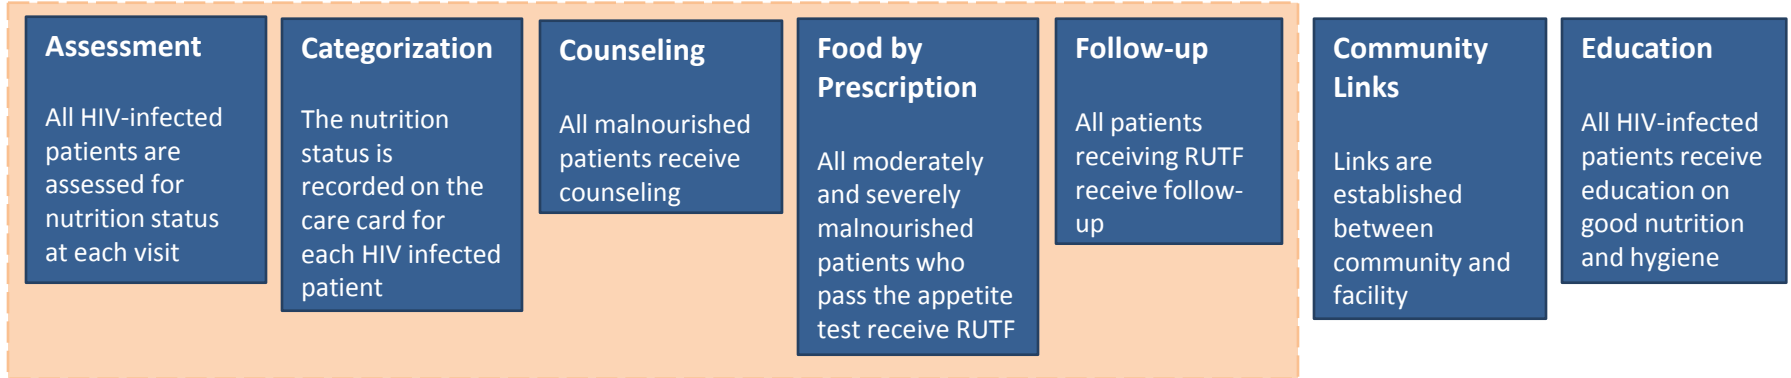 Assessment
All HIV-infected
patients are
assessed for
nutrition status
at each visit
Categorization
The nutrition
status is
recorded on the
care card for
each HIV infected
patient
Counseling
All malnourished
patients receive
counseling
Food by
Prescription
All moderately
and severely
malnourished
patients who
pass the appetite
test receive RUTF
Follow-up
All patients
receiving RUTF
receive follow-
up
Community
Links
Links are
established
between
community and
facility
Education
All HIV-infected
patients receive
education on
good nutrition
and hygiene